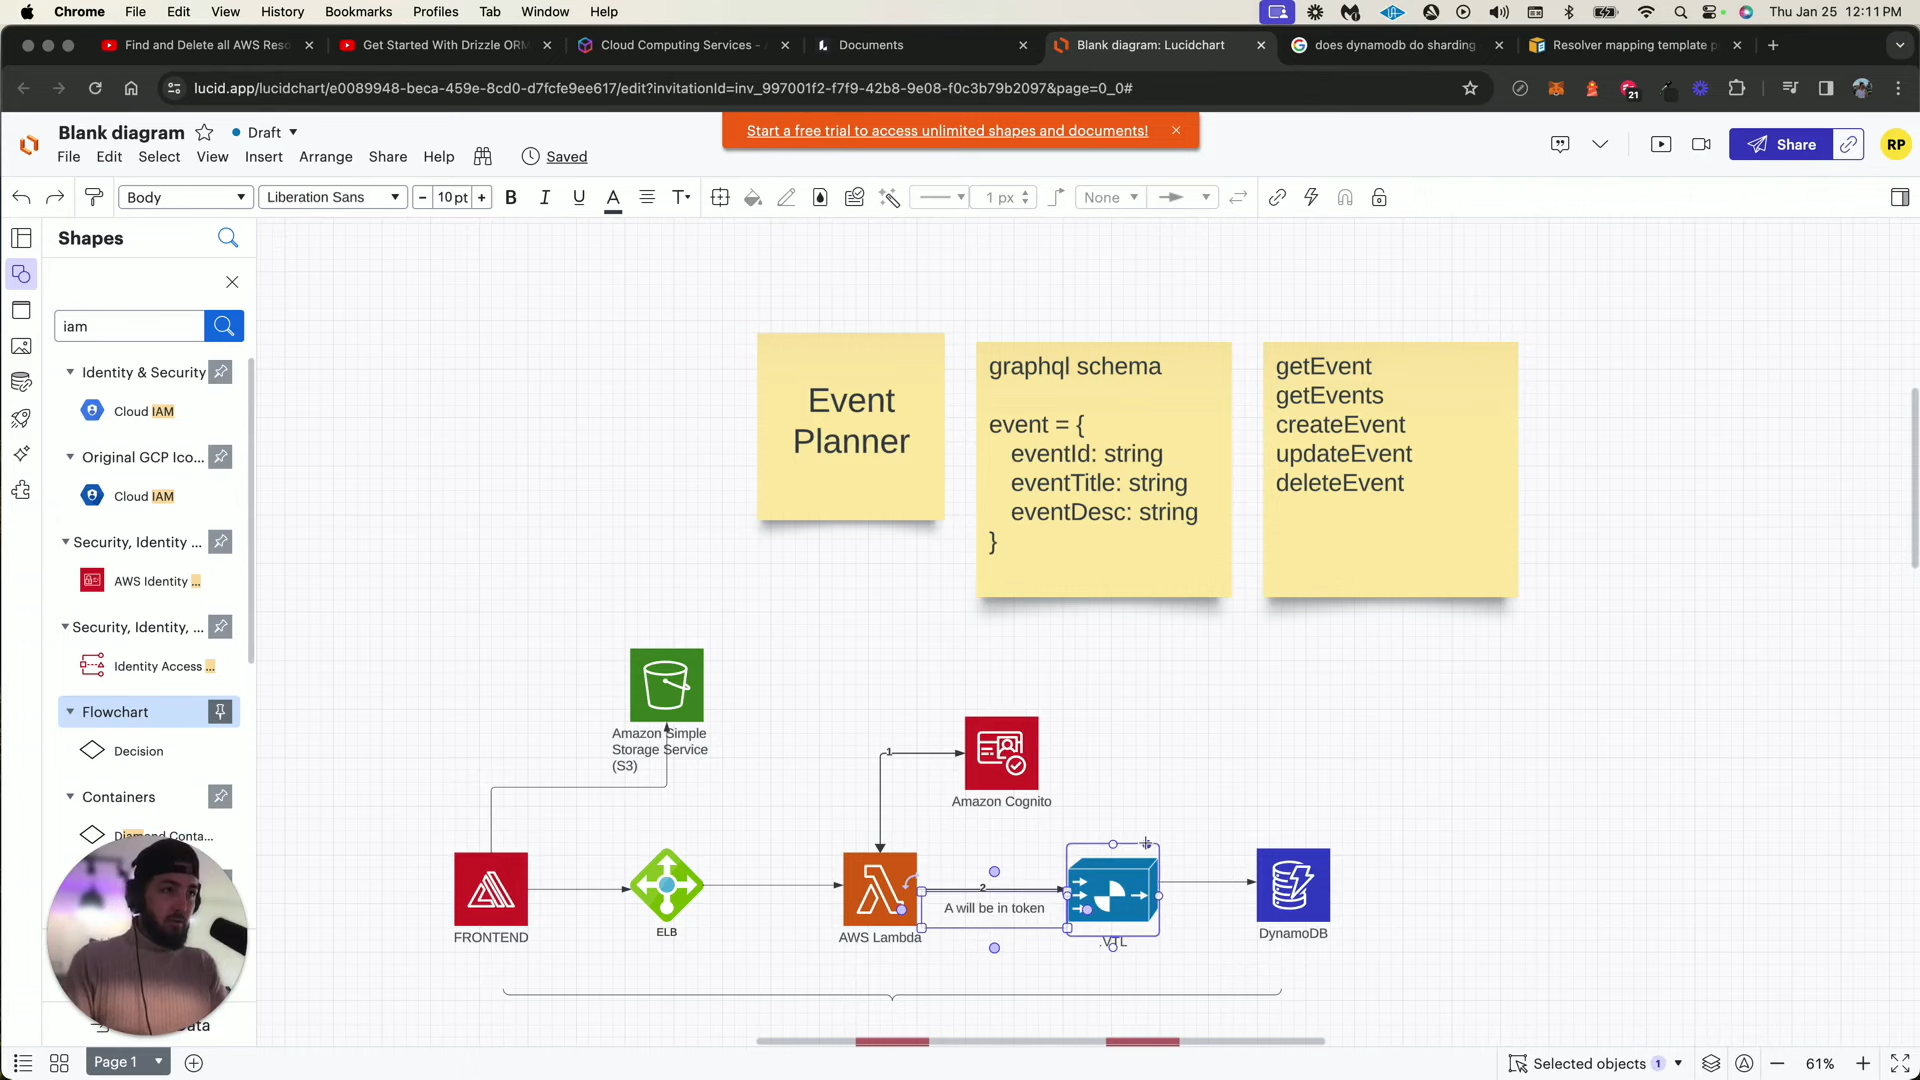 Chrome File Edit View History Bookmarks Profiles Tab Window Help
Thu Jan 25 12:11 PM
Find and Delete all AWS Reso
Get Started With Drizzle ORM
Cloud Computing Services - A
Documents
Blank diagram: Lucidchart
does dynamodb do sharding
Resolver mapping template p
lucid.app/lucidchart/e0089948-beca-459e-8cd0-d7fcfe9ee617/edit?invitationId=inv_997001f2-f7f9-42b8-9e08-f0c3b79b2097&page=0_0#
21
Blank diagram
Draft
Start a free trial to access unlimited shapes and documents!
Share
RP
File Edit Select View Insert Arrange Share Help
Saved
Body
Liberation Sans
10 pt
B I U A T
1 px
None
Shapes
iam
Identity & Security
Cloud IAM
Original GCP Ico...
Cloud IAM
Security, Identity ...
AWS Identity ...
Security, Identity, ...
Identity Access ...
Flowchart
Decision
Containers
Diamond Conta...
Event
Planner
graphql schema
event = {
eventId: string
eventTitle: string
eventDesc: string
}
getEvent
getEvents
createEvent
updateEvent
deleteEvent
Amazon Simple
Storage Service
(S3)
1
Amazon Cognito
2
A will be in token
FRONTEND
ELB
AWS Lambda
.VTL
DynamoDB
Page 1
Selected objects 1
61%